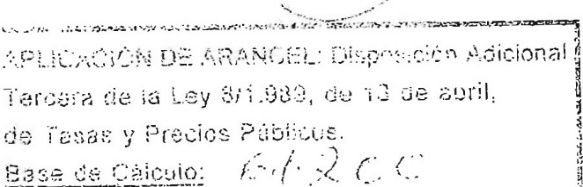 APLICACIÓN DE ARANCEL: Disposición Adicional
Tercera de la Ley 8/1.989, de 13 de abril,
de Tasas y Precios Públicos.
Base de Cálculo: